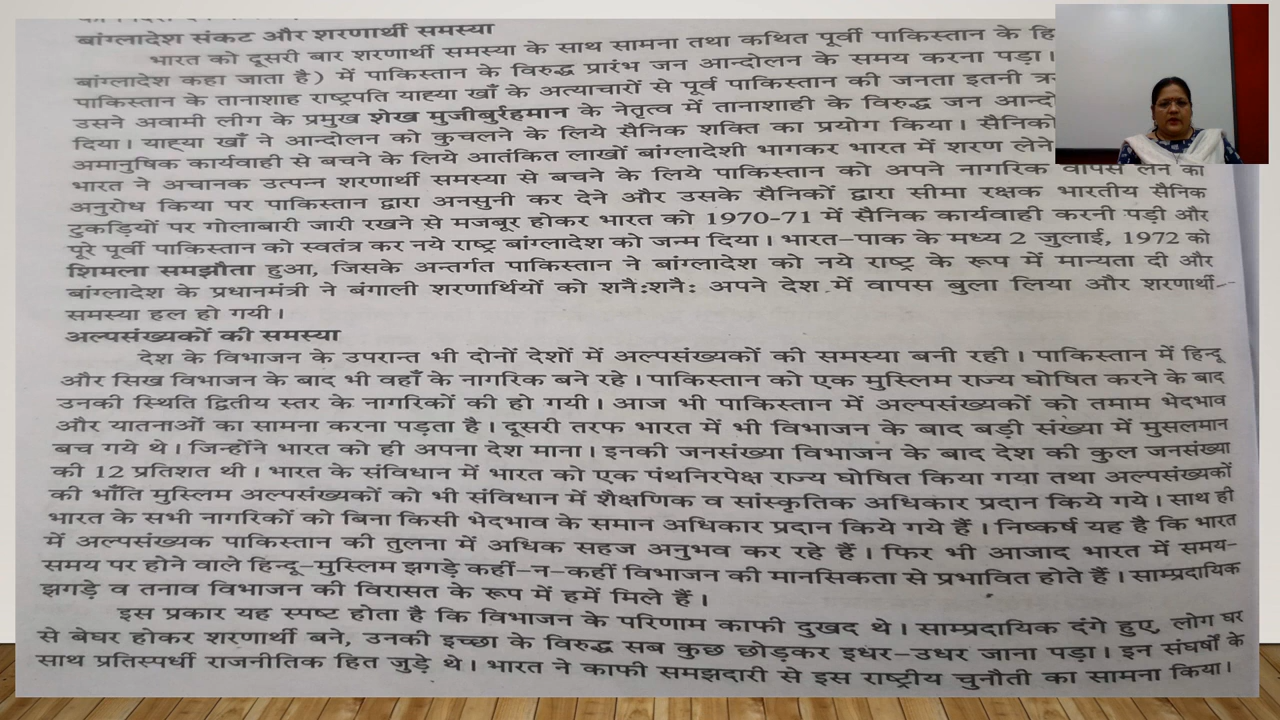 बांग्लादेश संकट और शरणार्थी समस्या
भारत को दूसरी बार शरणार्थी समस्या के साथ सामना तथा कथित पूर्वी पाकिस्तान के
बांग्लादेश कहा जाता है) में पाकिस्तान के विरुद्ध प्रारंभ जन आन्दोलन के समय करना पड़ा।
पाकिस्तान के तानाशाह राष्ट्रपति याह्या खाँ के अत्याचारों से पूर्व पाकिस्तान की जनता इतनी
उसने अवामी लीग के प्रमुख शेख मुजीबुर्रहमान के नेतृत्व में तानाशाही के विरुद्ध जन
दिया। याह्या खाँ ने आन्दोलन को कुचलने के लिये सैनिक शक्ति का प्रयोग किया।
अमानुषिक कार्यवाही से बचने के लिये आतंकित लाखों बांग्लादेशी भागकर भारत में शरण लेने
भारत ने अचानक उत्पन्न शरणार्थी समस्या से बचने के लिये पाकिस्तान को अपने नागरिक वापस लेने का
अनुरोध किया पर पाकिस्तान द्वारा अनसुनी कर देने और उसके सैनिकों द्वारा सीमा रक्षक भारतीय सैनिक
टुकड़ियों पर गोलाबारी जारी रखने से मजबूर होकर भारत को 1970-71 में सैनिक कार्यवाही करनी पड़ी और
पूरे पूर्वी पाकिस्तान को स्वतंत्र कर नये राष्ट्र बांग्लादेश को जन्म दिया। भारत-पाक के मध्य 2 जुलाई, 1972 को
शिमला समझौता हुआ, जिसके अन्तर्गत पाकिस्तान ने बांग्लादेश को नये राष्ट्र के रूप में मान्यता दी और
बांग्लादेश के प्रधानमंत्री ने बंगाली शरणार्थियों को शनै:शनै: अपने देश में वापस बुला लिया और शरणार्थी-
समस्या हल हो गयी।
अल्पसंख्यकों की समस्या
देश के विभाजन के उपरान्त भी दोनों देशों में अल्पसंख्यकों की समस्या बनी रही। पाकिस्तान में हिन्दू
और सिख विभाजन के बाद भी वहाँ के नागरिक बने रहे। पाकिस्तान को एक मुस्लिम राज्य घोषित करने के बाद
उनकी स्थिति द्वितीय स्तर के नागरिकों की हो गयी। आज भी पाकिस्तान में अल्पसंख्यकों को तमाम भेदभाव
और यातनाओं का सामना करना पड़ता है। दूसरी तरफ भारत में भी विभाजन के बाद बड़ी संख्या में मुसलमान
बच गये थे। जिन्होंने भारत को ही अपना देश माना। इनकी जनसंख्या विभाजन के बाद देश की कुल जनसंख्या
की 12 प्रतिशत थी। भारत के संविधान में भारत को एक पंथनिरपेक्ष राज्य घोषित किया गया तथा अल्पसंख्यकों
की भाँति मुस्लिम अल्पसंख्यकों को भी संविधान में शैक्षणिक व सांस्कृतिक अधिकार प्रदान किये गये। साथ ही
भारत के सभी नागरिकों को बिना किसी भेदभाव के समान अधिकार प्रदान किये गये हैं। निष्कर्ष यह है कि भारत
में अल्पसंख्यक पाकिस्तान की तुलना में अधिक सहज अनुभव कर रहे हैं। फिर भी आजाद भारत में समय-
समय पर होने वाले हिन्दू-मुस्लिम झगड़े कहीं-न-कहीं विभाजन की मानसिकता से प्रभावित होते हैं। साम्प्रदायिक
झगड़े व तनाव विभाजन की विरासत के रूप में हमें मिले हैं।
इस प्रकार यह स्पष्ट होता है कि विभाजन के परिणाम काफी दुखद थे। साम्प्रदायिक दंगे हुए, लोग घर
से बेघर होकर शरणार्थी बने, उनकी इच्छा के विरुद्ध सब कुछ छोड़कर इधर-उधर जाना पड़ा। इन संघर्षों के
साथ प्रतिस्पर्धी राजनीतिक हित जुड़े थे। भारत ने काफी समझदारी से इस राष्ट्रीय चुनौती का सामना किया।